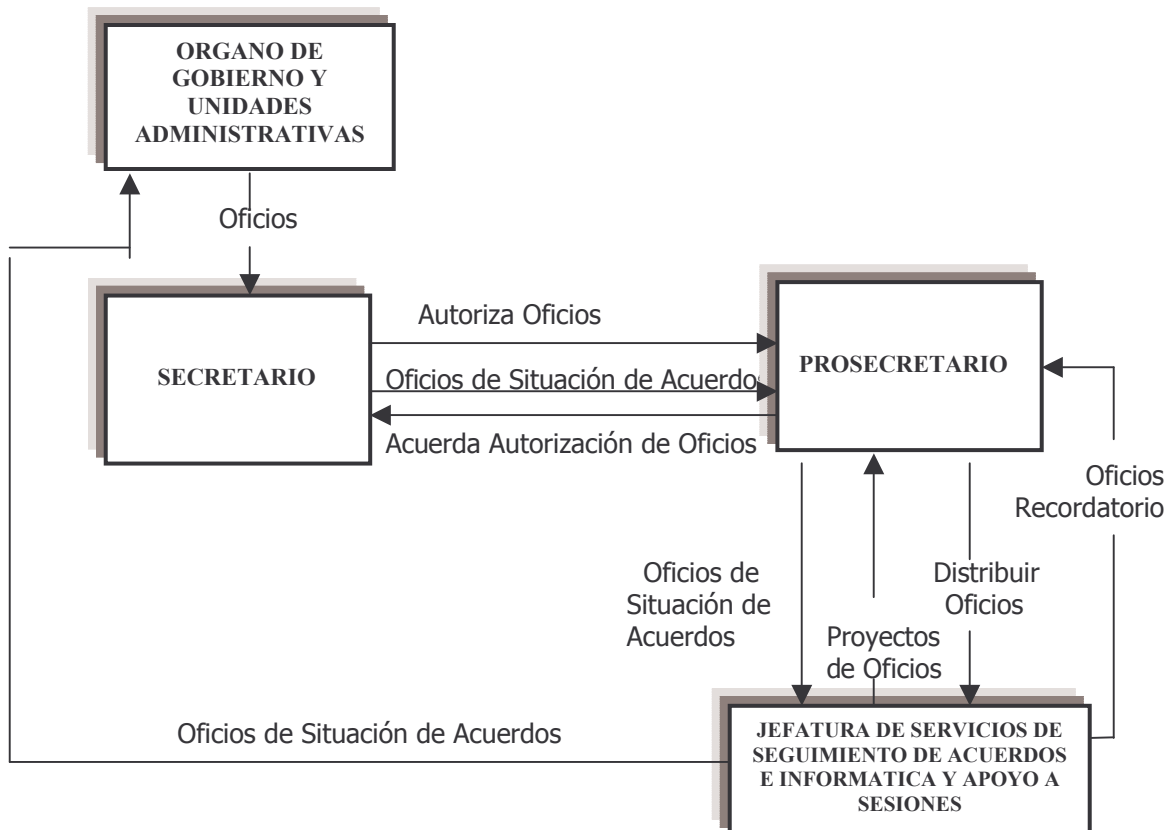 ORGANO DE
GOBIERNO Y
UNIDADES
ADMINISTRATIVAS
Oficios
SECRETARIO
Autoriza Oficios
Oficios de Situación de Acuerdos
Acuerda Autorización de Oficios
PROSECRETARIO
Oficios
Recordatorio
Oficios de
Situación de
Acuerdos
Proyectos
de Oficios
Distribuir
Oficios
Oficios de Situación de Acuerdos
JEFATURA DE SERVICIOS DE
SEGUIMIENTO DE ACUERDOS
E INFORMATICA Y APOYO A
SESIONES